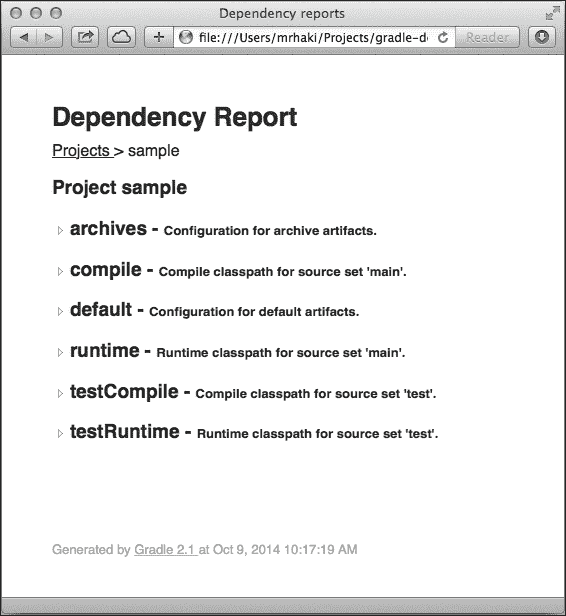 Dependency reports
file:///Users/mrhaki/Projects/gradle-de
Reader
Dependency Report
Projects > sample
Project sample
archives - Configuration for archive artifacts.
compile - Compile classpath for source set 'main'.
default - Configuration for default artifacts.
runtime - Runtime classpath for source set 'main'.
testCompile - Compile classpath for source set 'test'.
testRuntime - Runtime classpath for source set 'test'.
Generated by Gradle 2.1 at Oct 9, 2014 10:17:19 AM